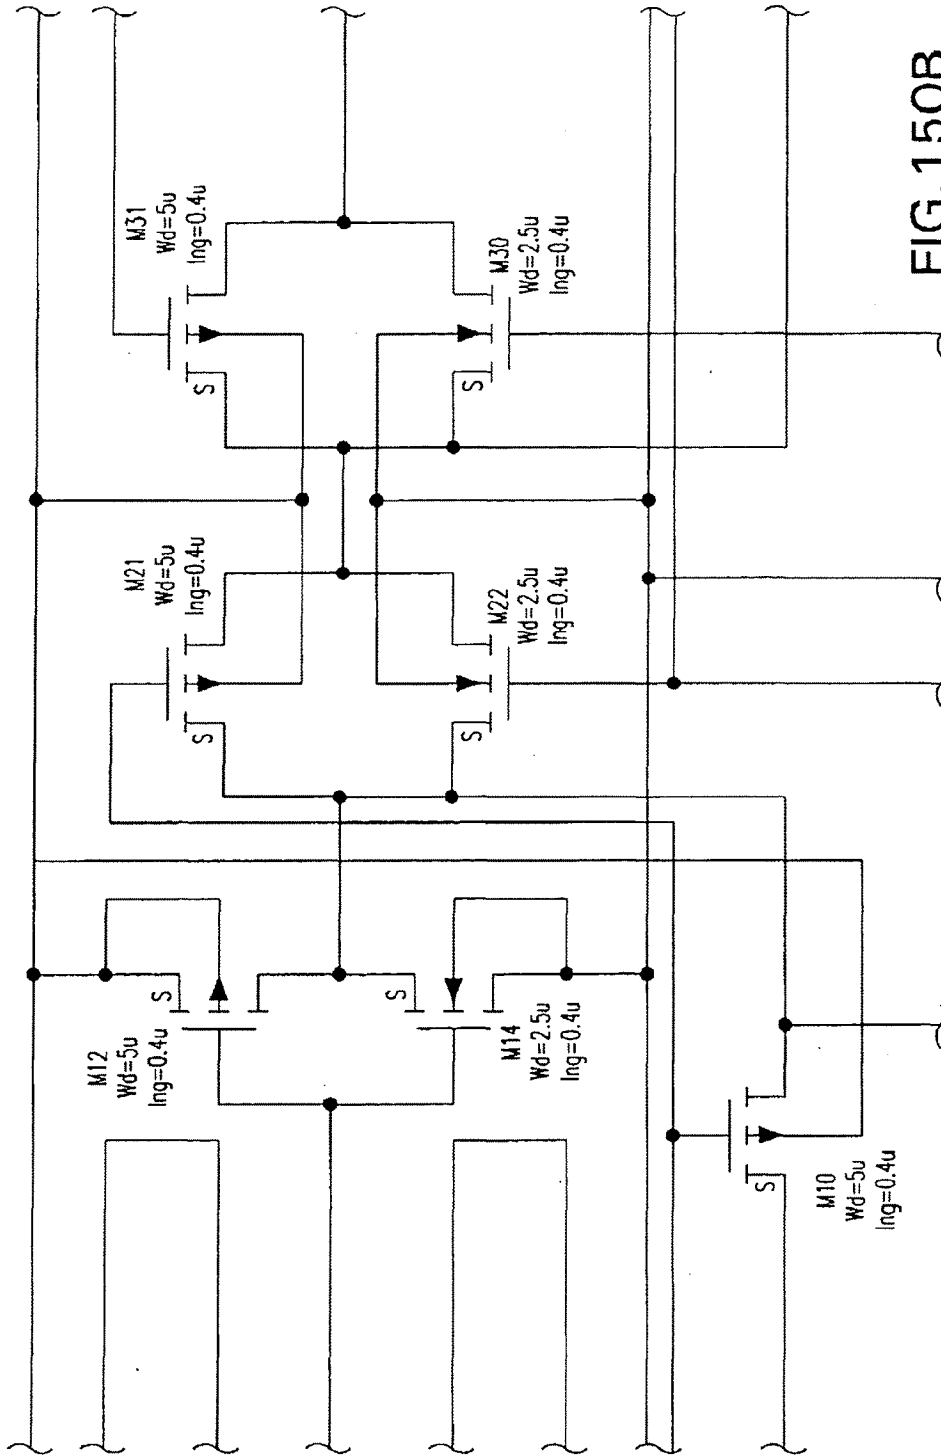 M12
Wd=5u
lng=0.4u
S
M14
Wd=2.5u
lng=0.4u
S
M10
Wd=5u
lng=0.4u
S
M21
Wd=5u
lng=0.4u
S
M22
Wd=2.5u
lng=0.4u
S
M31
Wd=5u
lng=0.4u
S
M30
Wd=2.5u
lng=0.4u
S
FIG. 150B